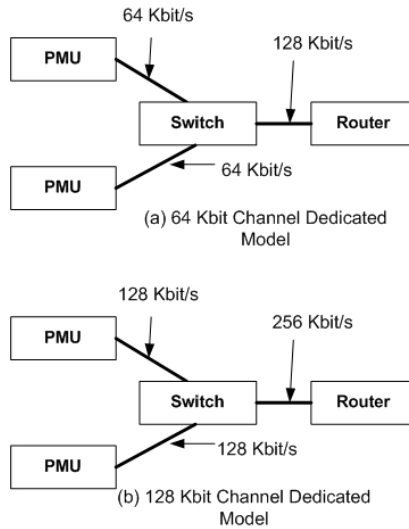 64 Kbit/s
PMU
128 Kbit/s
Switch
Router
PMU
64 Kbit/s
(a) 64 Kbit Channel Dedicated
Model
128 Kbit/s
256 Kbit/s
PMU
Switch
Router
PMU
128 Kbit/s
(b) 128 Kbit Channel Dedicated
Model